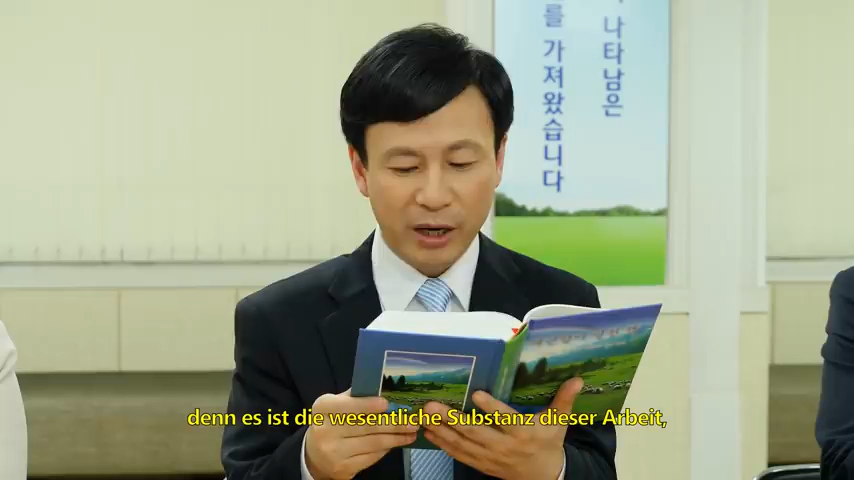 나타남은
를 가져왔습니다
denn es ist die wesentliche Substanz dieser Arbeit,